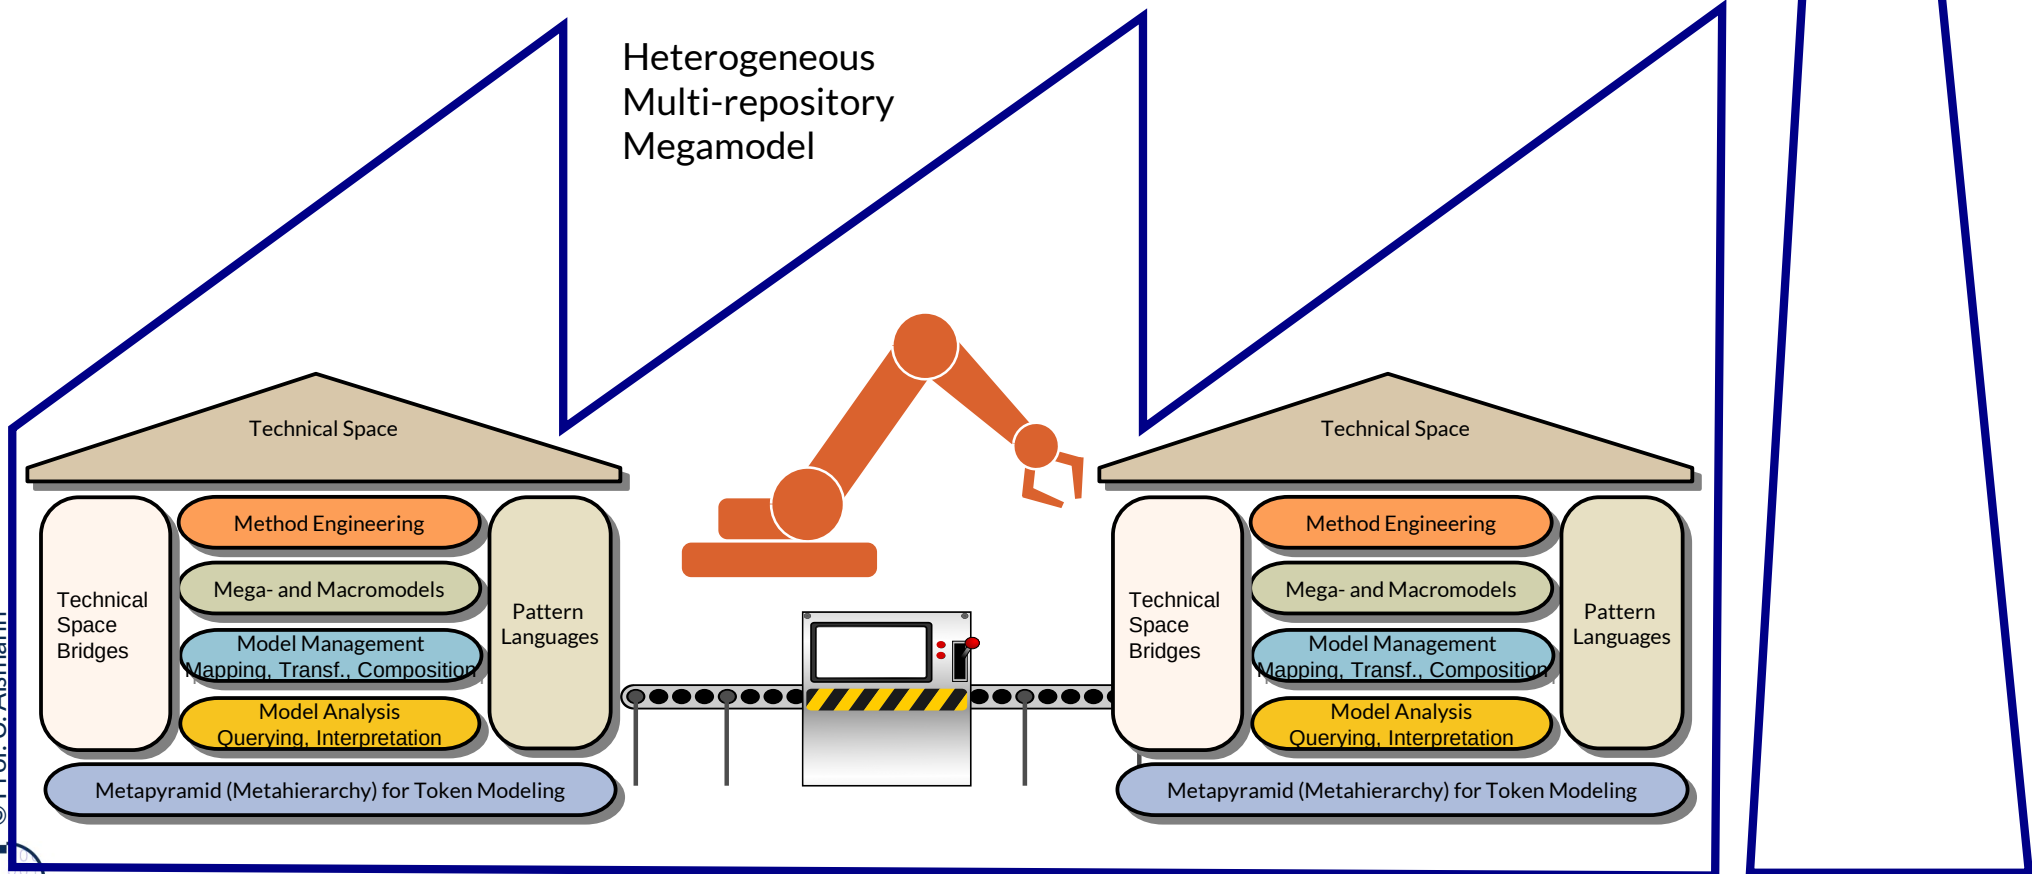 Heterogeneous
Multi-repository
Megamodel
Technical Space
Method Engineering
Mega- and Macromodels
Technical
Space
Bridges
Pattern
Languages
Model Management
Mapping, Transf., Composition
Model Analysis
Querying, Interpretation
Metapyramid (Metahierarchy) for Token Modeling
Technical Space
Method Engineering
Mega- and Macromodels
Technical
Space
Bridges
Pattern
Languages
Model Management
Mapping, Transf., Composition
Model Analysis
Querying, Interpretation
Metapyramid (Metahierarchy) for Token Modeling